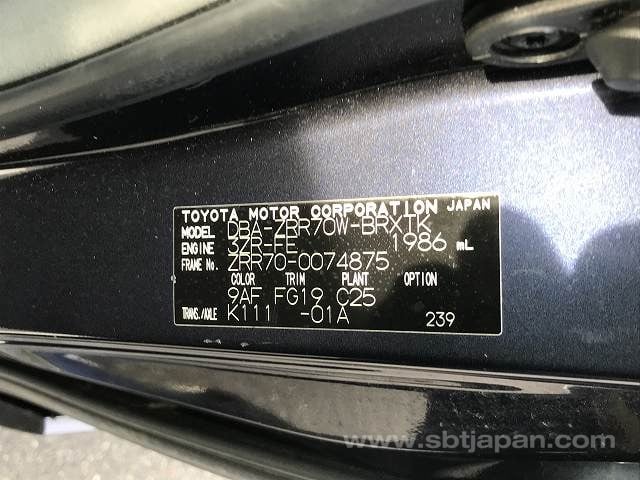 TOYOTA MOTOR CORPORATION JAPAN
MODEL DBA-ZRR70W-BRXTK
ENGINE 3ZR-FE 1986 mL
FRAME No. ZRR70-0074875
COLOR TRIM PLANT OPTION
9AF FG19 C25
TRANS./AXLE K111 -01A 239
www.sbtjapan.com